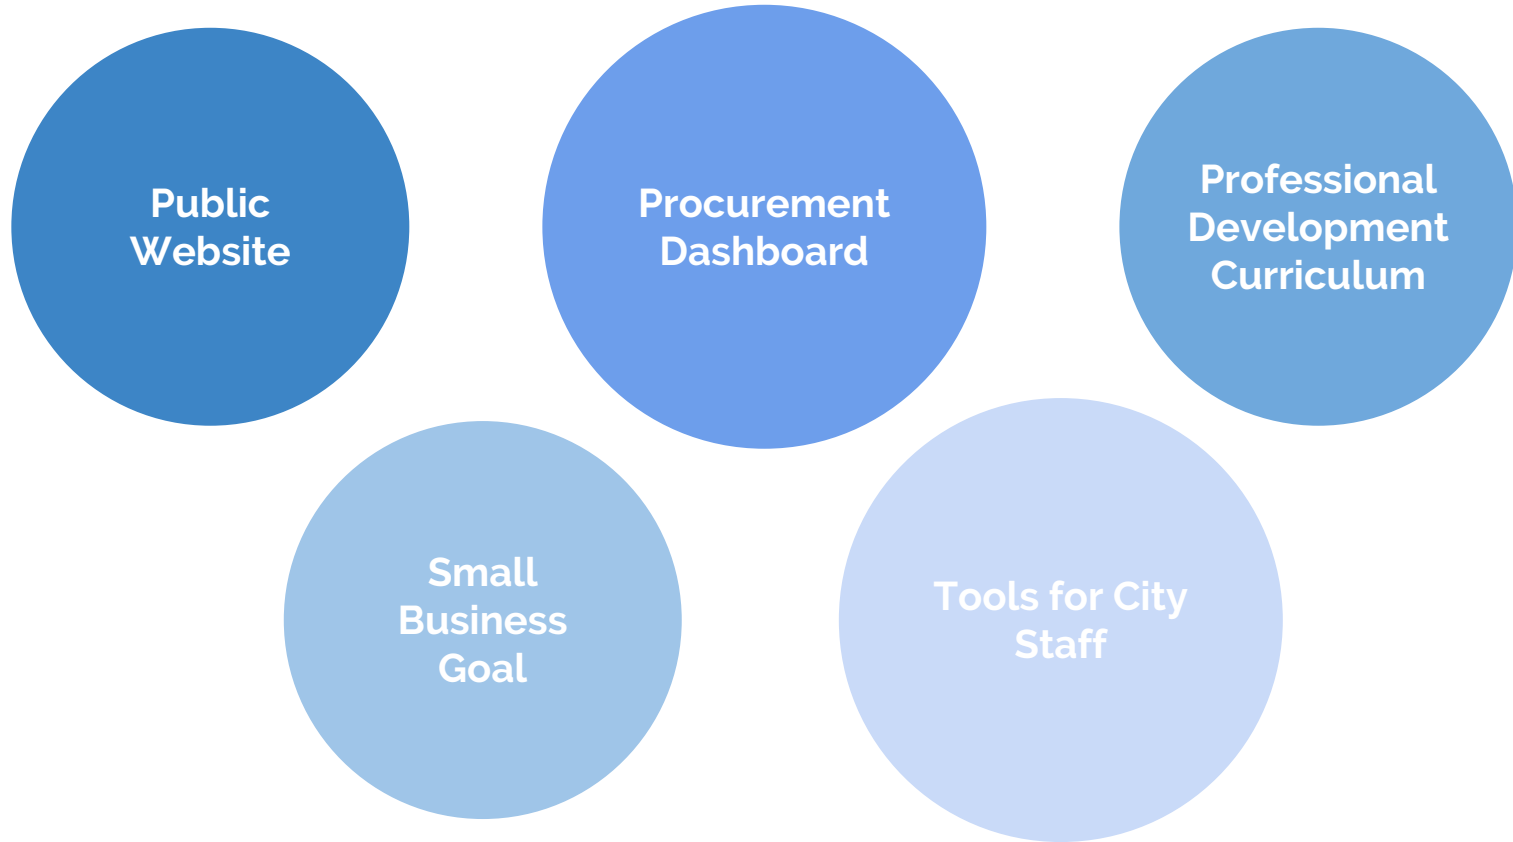 Public
Website
Procurement
Dashboard
Professional
Development
Curriculum
Small
Business
Goal
Tools for City
Staff